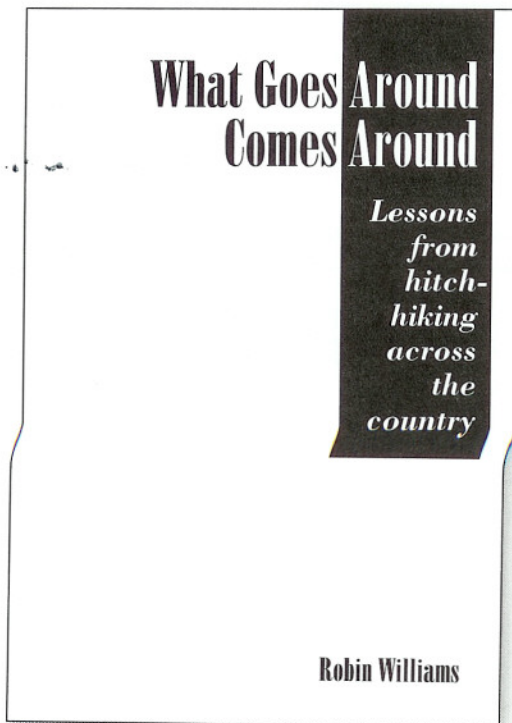 What Goes Around
Comes Around
Lessons
from
hitch-
hiking
across
the
country
Robin Williams